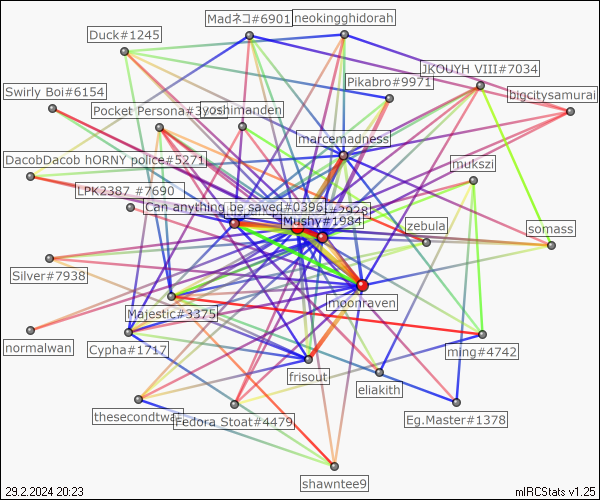 Madネコ#6901
neokingghidorah
Duck#1245
JKOUYH VIII#7034
Pikabro#9971
Swirly Boi#6154
bigcitysamurai
Pocket Persona#3
yoshimanden
marcemadness
DacobDacob hORNY police#5271
mukszi
LPK2387 #7690
Can anything be saved#0396
Mushy#1984
zebula
somass
Silver#7938
moonraven
Majestic#3375
normalwan
Cypha#1717
ming#4742
frisout
eliakith
thesecondtwat
Fedora Stoat#4479
Eg.Master#1378
shawntee9
29.2.2024 20:23
mIRCStats v1.25